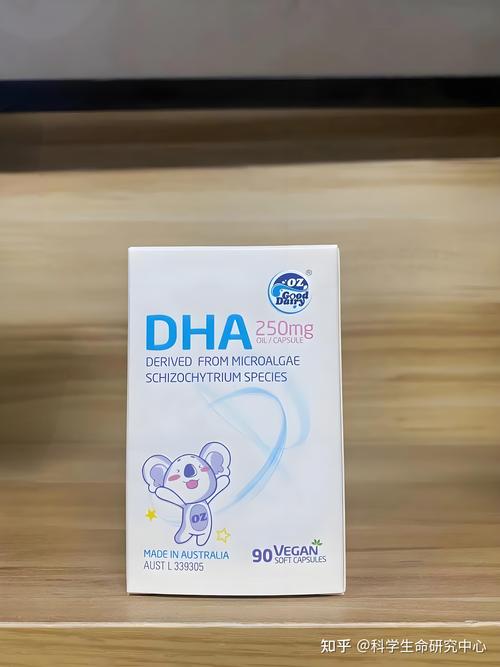 OZ
Good
Dairy
®
DHA 250mg
OIL / CAPSULE
DERIVED FROM MICROALGAE
SCHIZOCHYTRIUM SPECIES
OZ
MADE IN AUSTRALIA
AUST L 339305
90 VEGAN
SOFT CAPSULES
知乎 @科学生命研究中心